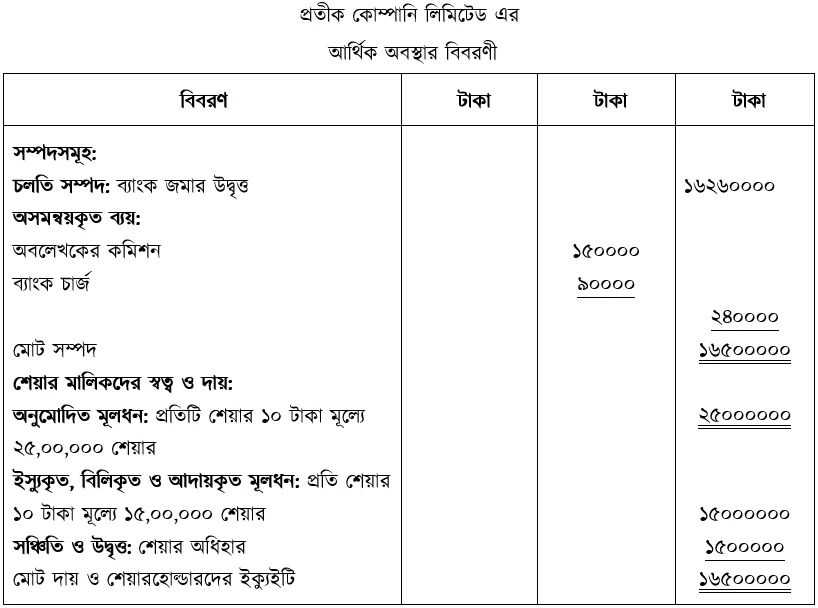 প্রতীক কোম্পানি লিমিটেড এর
আর্থিক অবস্থার বিবরণী
বিবরণ টাকা টাকা টাকা
সম্পদসমূহ:
চলতি সম্পদ: ব্যাংক জমার উদ্বৃত্ত ১৬২৬০০০০
অসমন্বয়কৃত ব্যয়:
অবলেখকের কমিশন ১৫০০০০
ব্যাংক চার্জ ৯০০০০
২৪০০০০
মোট সম্পদ ১৬৫০০০০০
শেয়ার মালিকদের স্বত্ব ও দায়:
অনুমোদিত মূলধন: প্রতিটি শেয়ার ১০ টাকা মূল্যে ২৫০০০০০০
২৫,০০,০০০ শেয়ার
ইস্যুকৃত, বিলিকৃত ও আদায়কৃত মূলধন: প্রতি শেয়ার
১০ টাকা মূল্যে ১৫,০০,০০০ শেয়ার ১৫০০০০০০
সঞ্চিতি ও উদ্বৃত্ত: শেয়ার অধিহার ১৫০০০০০
মোট দায় ও শেয়ারহোল্ডারদের ইক্যুইটি ১৬৫০০০০০